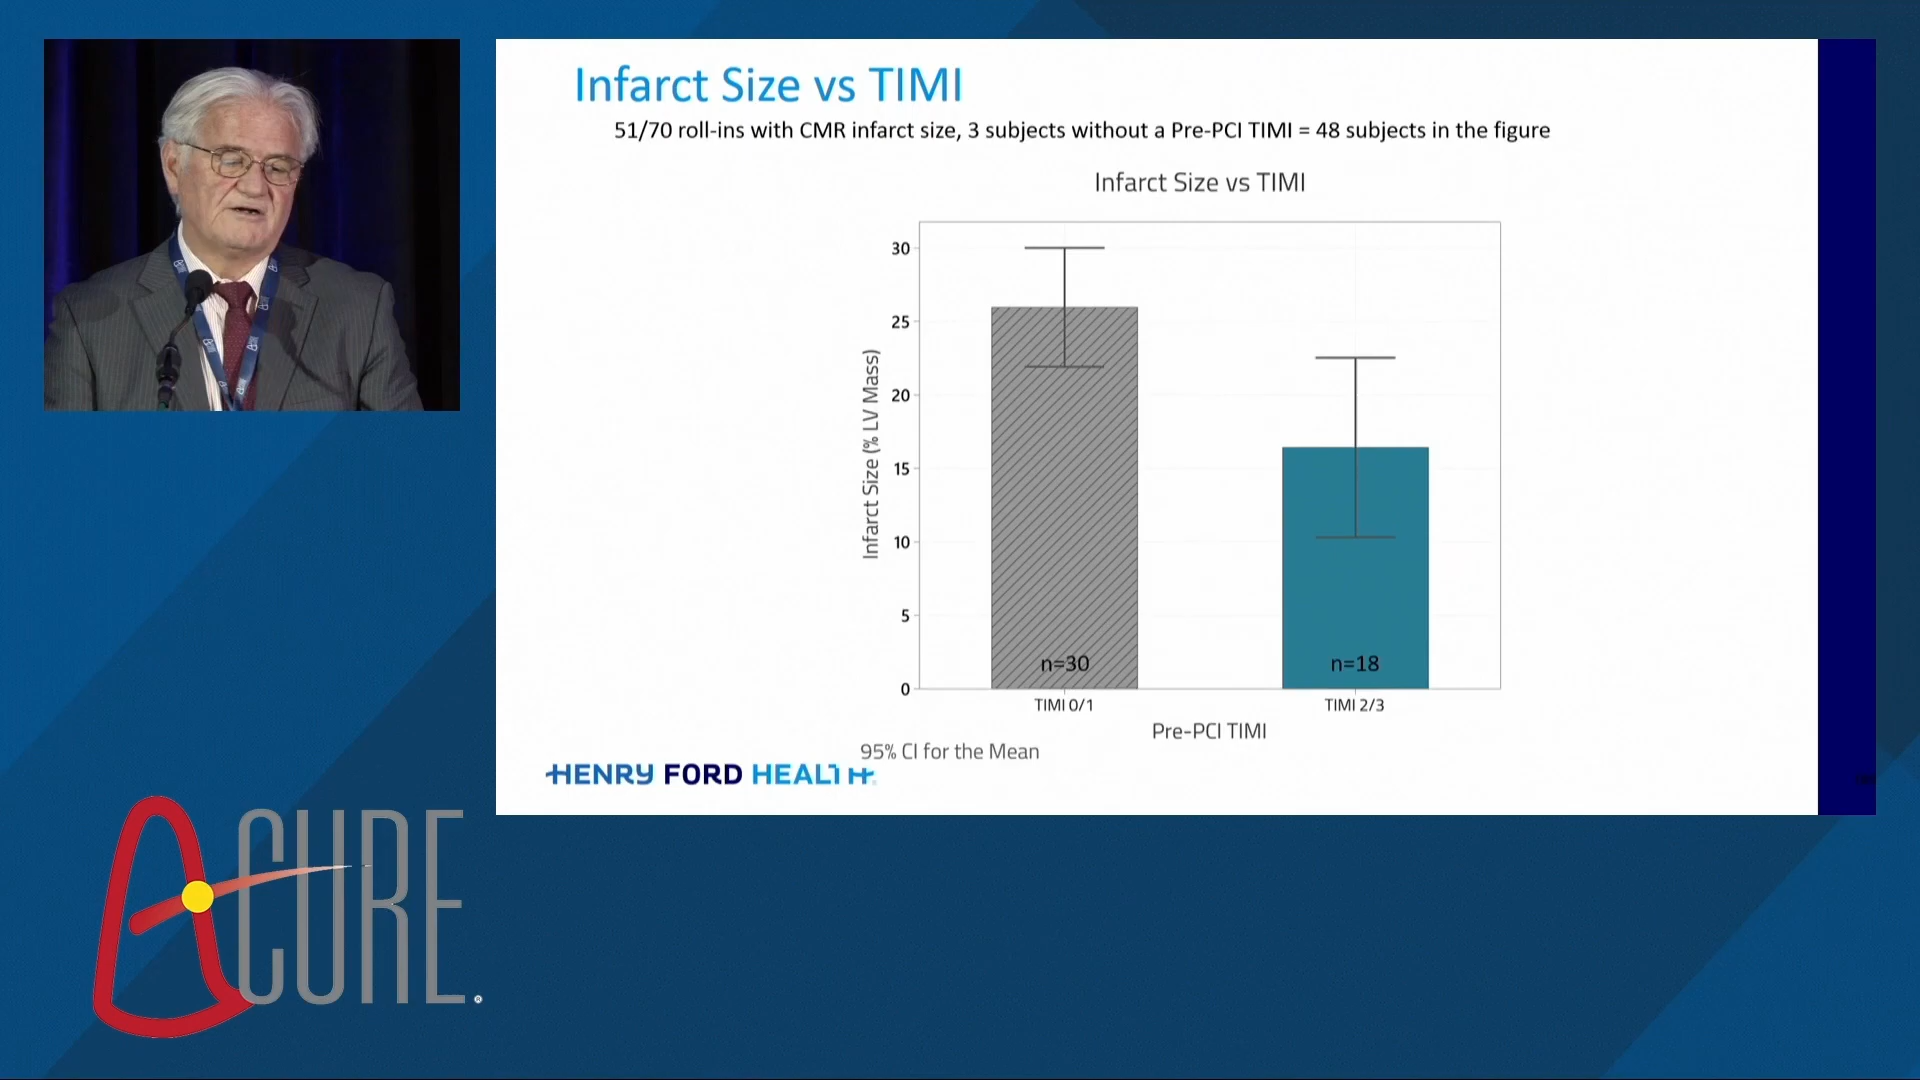 Infarct Size vs TIMI
51/70 roll-ins with CMR infarct size, 3 subjects without a Pre-PCI TIMI = 48 subjects in the figure
Infarct Size vs TIMI
Infarct Size (% LV Mass)
30
25
20
15
10
5
0
n=30
n=18
TIMI 0/1
TIMI 2/3
Pre-PCI TIMI
95% CI for the Mean
HENRY FORD HEALTH
A CURE.®